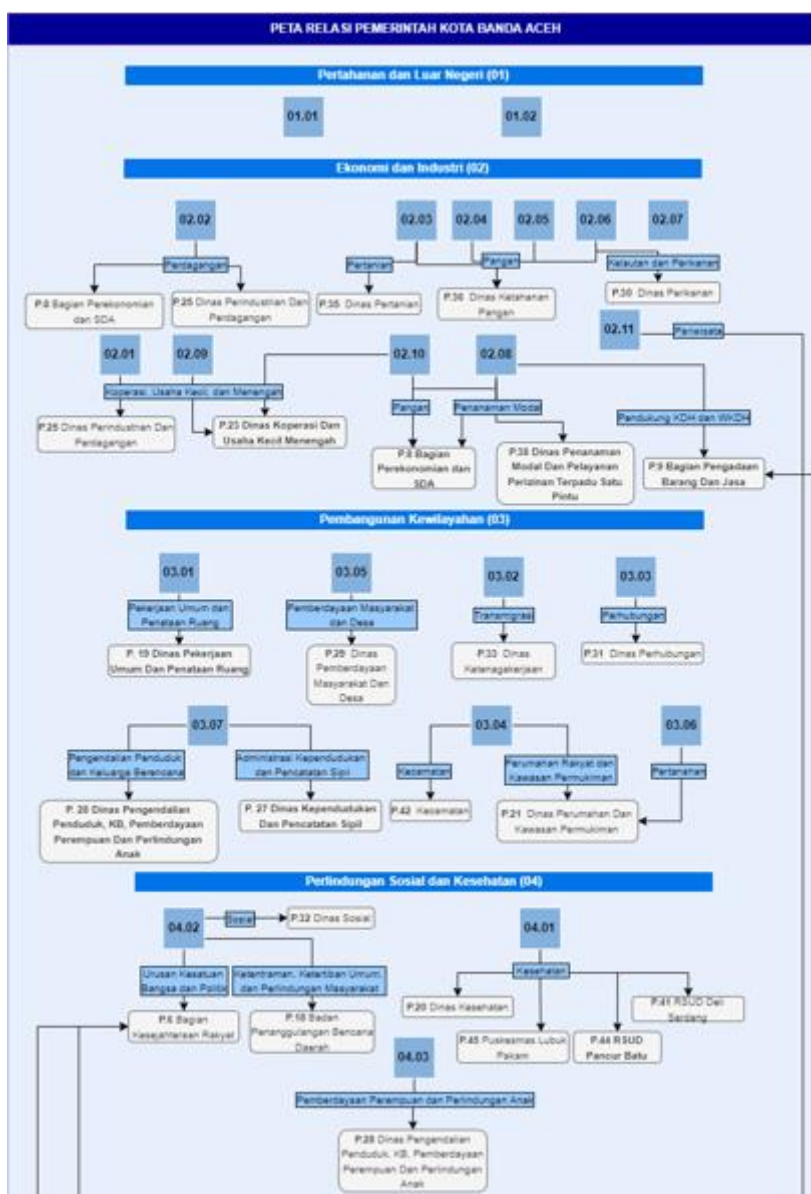 PETA RELASI PEMERINTAH KOTA BANDA ACEH
Pertahanan dan Luar Negeri (01)
01.01
01.02
Ekonomi dan Industri (02)
02.02
02.03
02.04
02.05
02.06
02.07
Perdagangan
Pertanian
Pangan
Kelautan dan Perikanan
P.8 Bagian Perekonomian
dan SDA
P.25 Dinas Perindustrian Dan
Perdagangan
P.35 Dinas Pertanian
P.36 Dinas Ketahanan
Pangan
P.30 Dinas Perikanan
02.11
Pariwisata
02.01
02.09
02.10
02.08
Koperasi, Usaha Kecil, dan Menengah
Pangan
Penanaman Modal
Pendukung KDH dan WKDH
P.25 Dinas Perindustrian Dan
Perdagangan
P.23 Dinas Koperasi Dan
Usaha Kecil Menengah
P.8 Bagian
Perekonomian dan
SDA
P.38 Dinas Penanaman
Modal Dan Pelayanan
Perizinan Terpadu Satu
Pintu
P.9 Bagian Pengadaan
Barang Dan Jasa
Pembangunan Kewilayahan (03)
03.01
03.05
03.02
03.03
Pekerjaan Umum dan
Penataan Ruang
Pemberdayaan Masyarakat
dan Desa
Transmigrasi
Perhubungan
P. 19 Dinas Pekerjaan
Umum Dan Penataan Ruang
P.29 Dinas
Pemberdayaan
Masyarakat Dan
Desa
P.33 Dinas
Ketenagakerjaan
P.31 Dinas Perhubungan
03.07
03.04
03.06
Pengendalian Penduduk
dan Keluarga Berencana
Administrasi Kependudukan
dan Pencatatan Sipil
Kecamatan
Perumahan Rakyat dan
Kawasan Permukiman
Pertanahan
P. 28 Dinas Pengendalian
Penduduk, KB, Pemberdayaan
Perempuan Dan Perlindungan
Anak
P. 27 Dinas Kependudukan
Dan Pencatatan Sipil
P.42 Kecamatan
P.21 Dinas Perumahan Dan
Kawasan Permukiman
Perlindungan Sosial dan Kesehatan (04)
04.02
Sosial
P.32 Dinas Sosial
04.01
Urusan Kesatuan
Bangsa dan Politik
Ketentraman, Ketertiban Umum,
dan Perlindungan Masyarakat
Kesehatan
P.6 Bagian
Kesejahteraan Rakyat
P.18 Badan
Penanggulangan Bencana
Daerah
P.20 Dinas Kesehatan
P.45 Puskesmas Lubuk
Pakam
P.44 RSUD
Pancur Batu
P.41 RSUD Deli
Serdang
04.03
Pemberdayaan Perempuan dan Perlindungan Anak
P.28 Dinas Pengendalian
Penduduk, KB, Pemberdayaan
Perempuan Dan Perlindungan
Anak